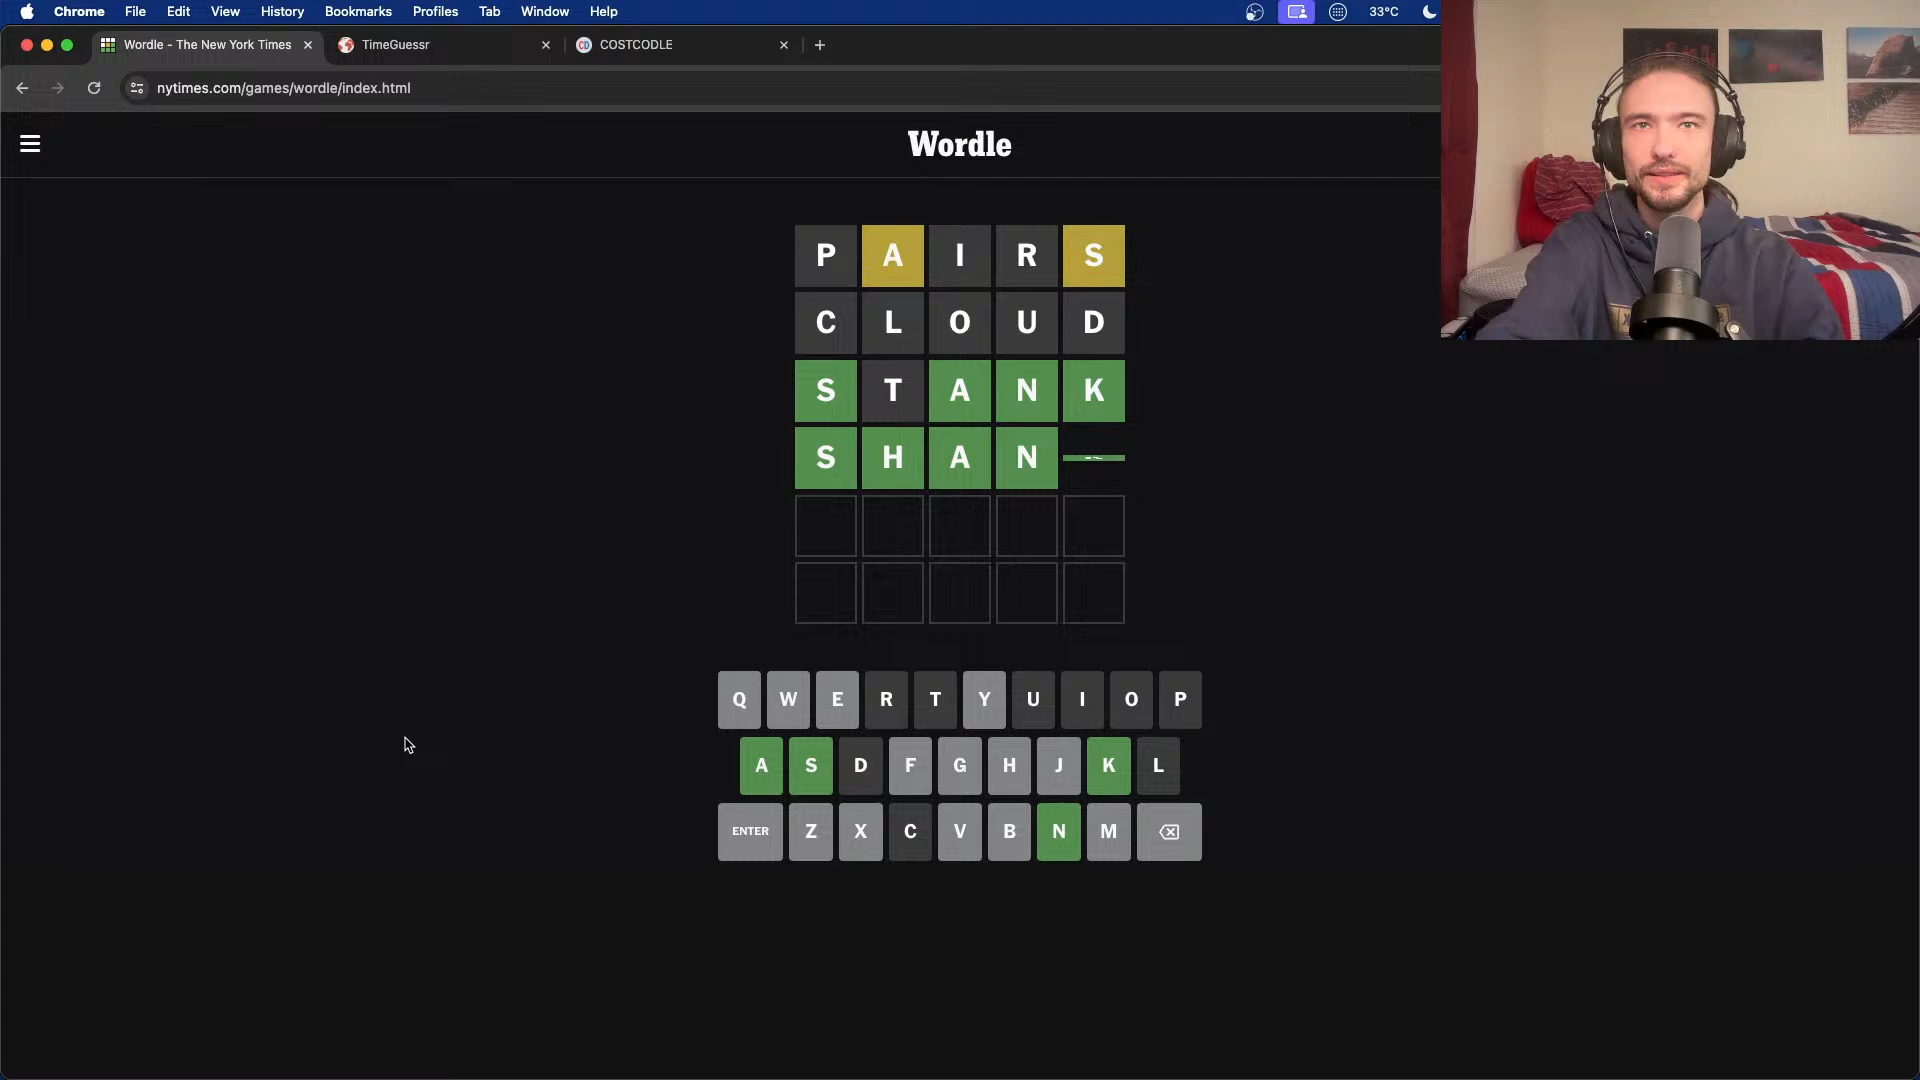 Chrome File Edit View History Bookmarks Profiles Tab Window Help 33°C
Wordle - The New York Times TimeGuessr CD COSTCODLE
nytimes.com/games/wordle/index.html
Wordle
P A I R S
C L O U D
S T A N K
S H A N
Q W E R T Y U I O P
A S D F G H J K L
ENTER Z X C V B N M